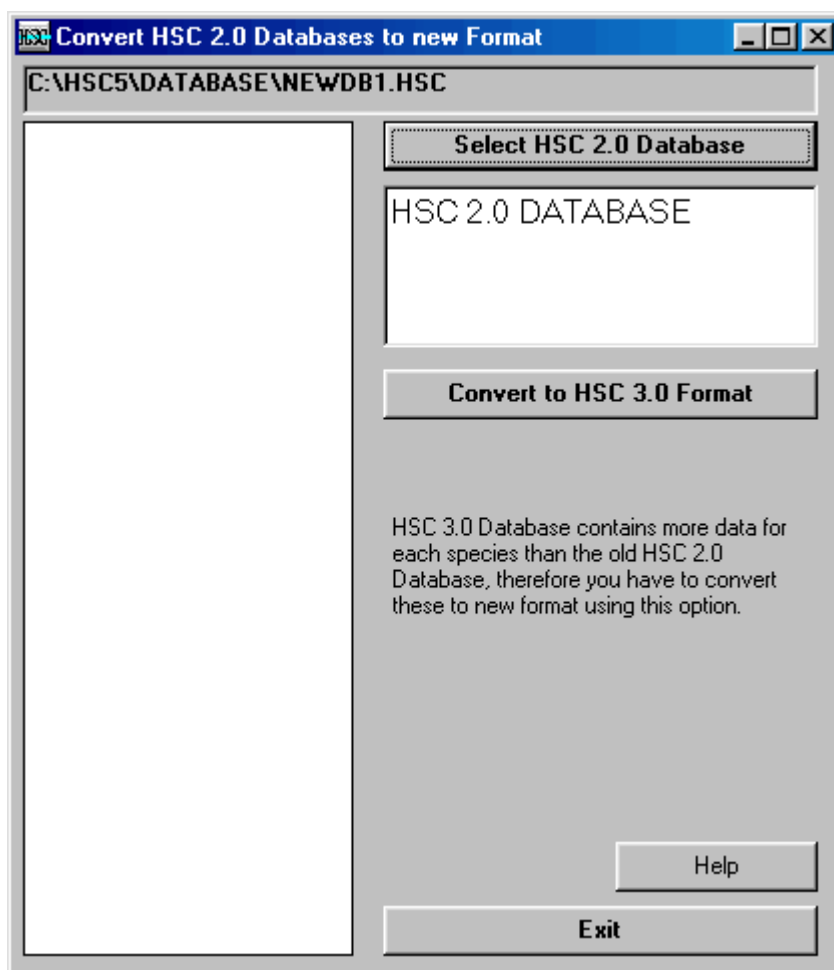 HSC Convert HSC 2.0 Databases to new Format
C:\HSC5\DATABASE\NEWDB1.HSC
Select HSC 2.0 Database
HSC 2.0 DATABASE
Convert to HSC 3.0 Format
HSC 3.0 Database contains more data for
each species than the old HSC 2.0
Database, therefore you have to convert
these to new format using this option.
Help
Exit